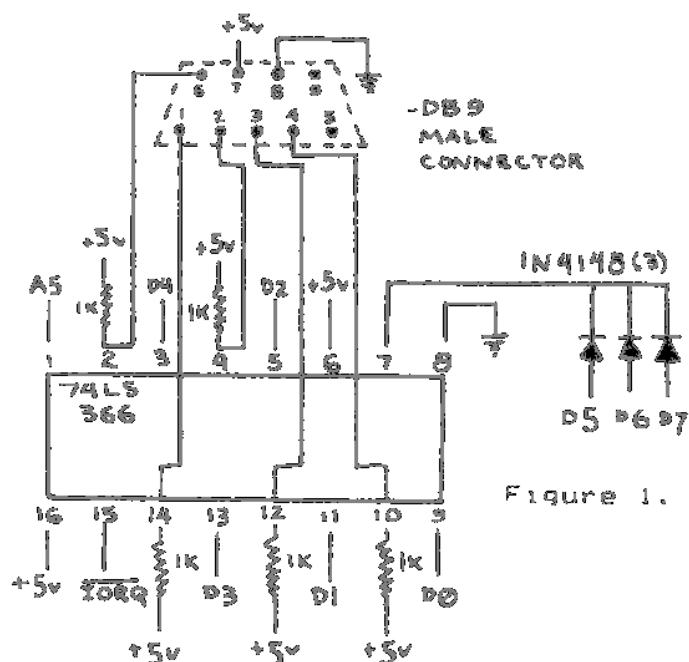 +5v
6 7 8 9
1 2 3 4 5
-DB9
MALE
CONNECTOR
+5v +5v
1N4148(3)
A5 1K D4 1K D2 +5v
1 2 3 4 5 6 7 8
74LS
366
D5 D6 D7
Figure 1.
16 15 14 13 12 11 10 9
+5v IORQ 1K D3 1K D1 1K D0
+5v +5v +5v